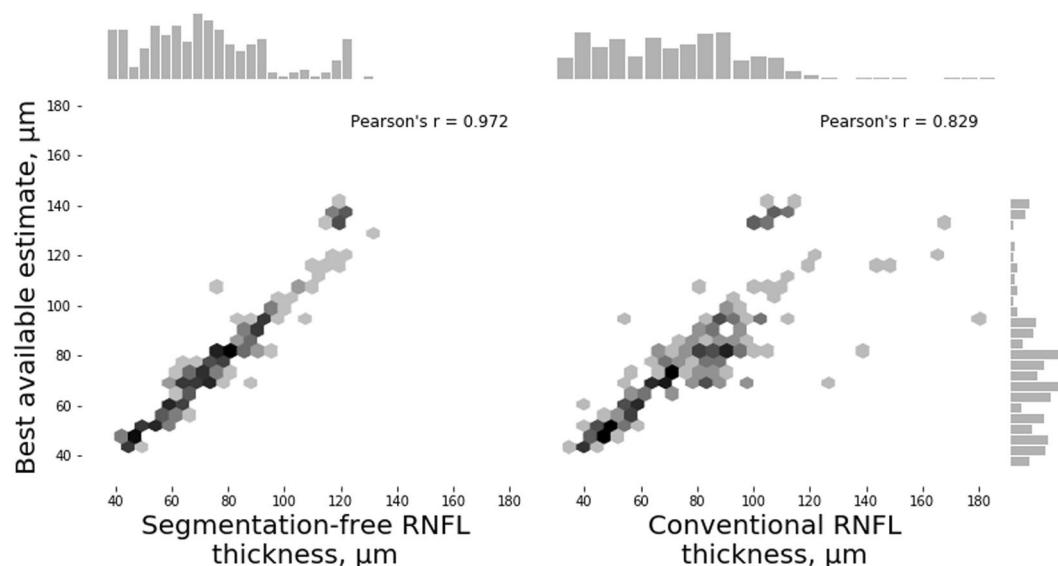 Pearson's r = 0.972
Pearson's r = 0.829
Best available estimate, μm
180 -
160 -
140 -
120 -
100 -
80 -
60 -
40 -
40 60 80 100 120 140 160 180
40 60 80 100 120 140 160 180
Segmentation-free RNFL
thickness, μm
Conventional RNFL
thickness, μm